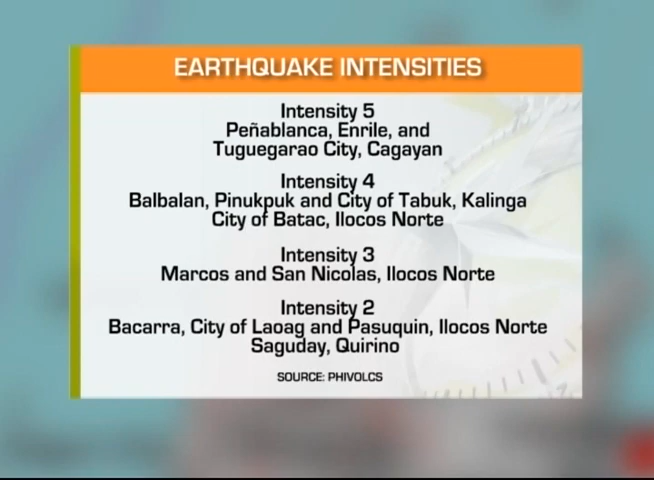 EARTHQUAKE INTENSITIES
Intensity 5
Peñablanca, Enrile, and
Tuguegarao City, Cagayan
Intensity 4
Balbalan, Pinukpuk and City of Tabuk, Kalinga
City of Batac, Ilocos Norte
Intensity 3
Marcos and San Nicolas, Ilocos Norte
Intensity 2
Bacarra, City of Laoag and Pasuquin, Ilocos Norte
Saguday, Quirino
SOURCE: PHIVOLCS